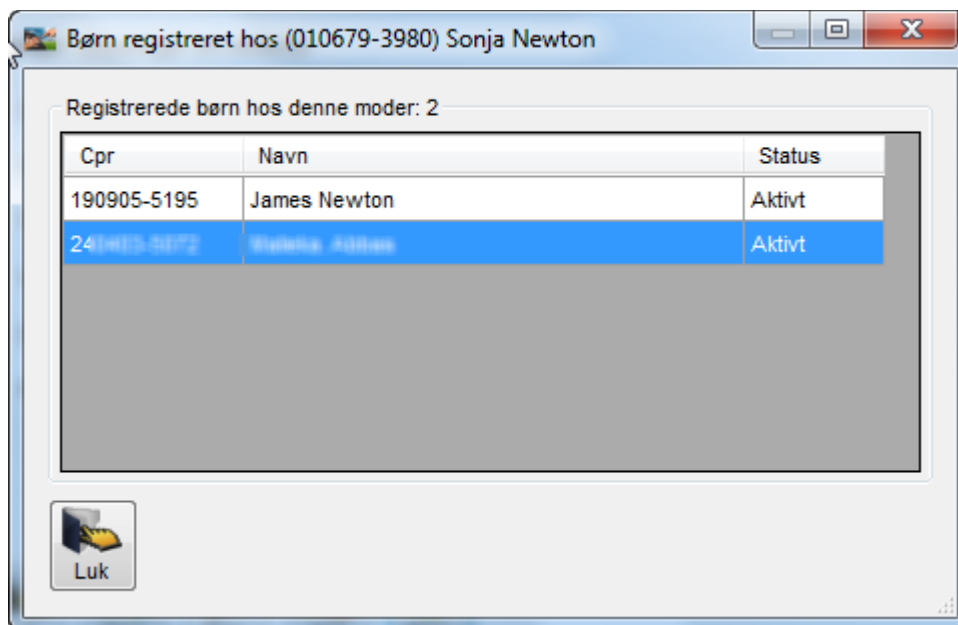 Børn registreret hos (010679-3980) Sonja Newton
Registrerede børn hos denne moder: 2
Cpr Navn Status
190905-5195 James Newton Aktivt
Aktivt
Luk